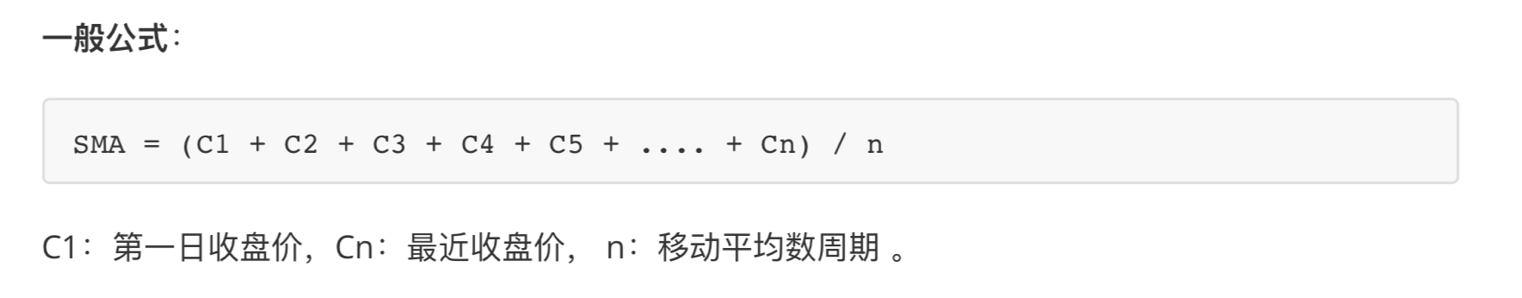 一般公式：
SMA = (C1 + C2 + C3 + C4 + C5 + .... + Cn) / n
C1：第一日收盘价，Cn：最近收盘价， n：移动平均数周期 。